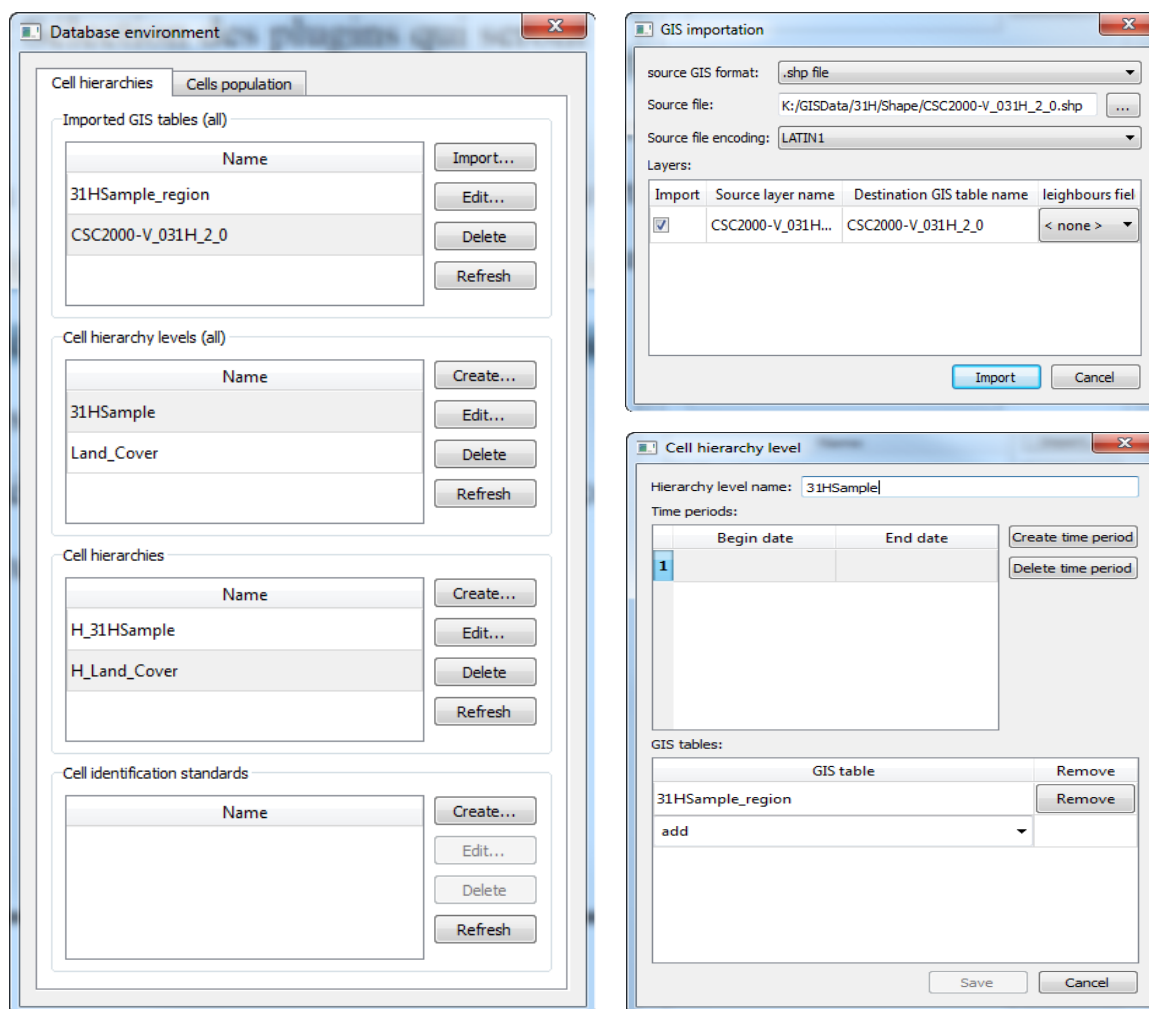 Database environment
des plugins qui
Cell hierarchies
Cells population
Imported GIS tables (all)
Name
Import...
31HSample_region
Edit...
CSC2000-V_031H_2_0
Delete
Refresh
Cell hierarchy levels (all)
Name
Create...
31HSample
Edit...
Land_Cover
Delete
Refresh
Cell hierarchies
Name
Create...
H_31HSample
Edit...
H_Land_Cover
Delete
Refresh
Cell identification standards
Name
Create...
Edit...
Delete
Refresh
GIS importation
source GIS format: .shp file
Source file: K:/GISData/31H/Shape/CSC2000-V_031H_2_0.shp ...
Source file encoding: LATIN1
Layers:
Import Source layer name Destination GIS table name leighbours fiel
CSC2000-V_031H... CSC2000-V_031H_2_0 < none >
Import Cancel
Cell hierarchy level
Hierarchy level name: 31HSample
Time periods:
Begin date End date Create time period
1 Delete time period
GIS tables:
GIS table Remove
31HSample_region Remove
add
Save Cancel